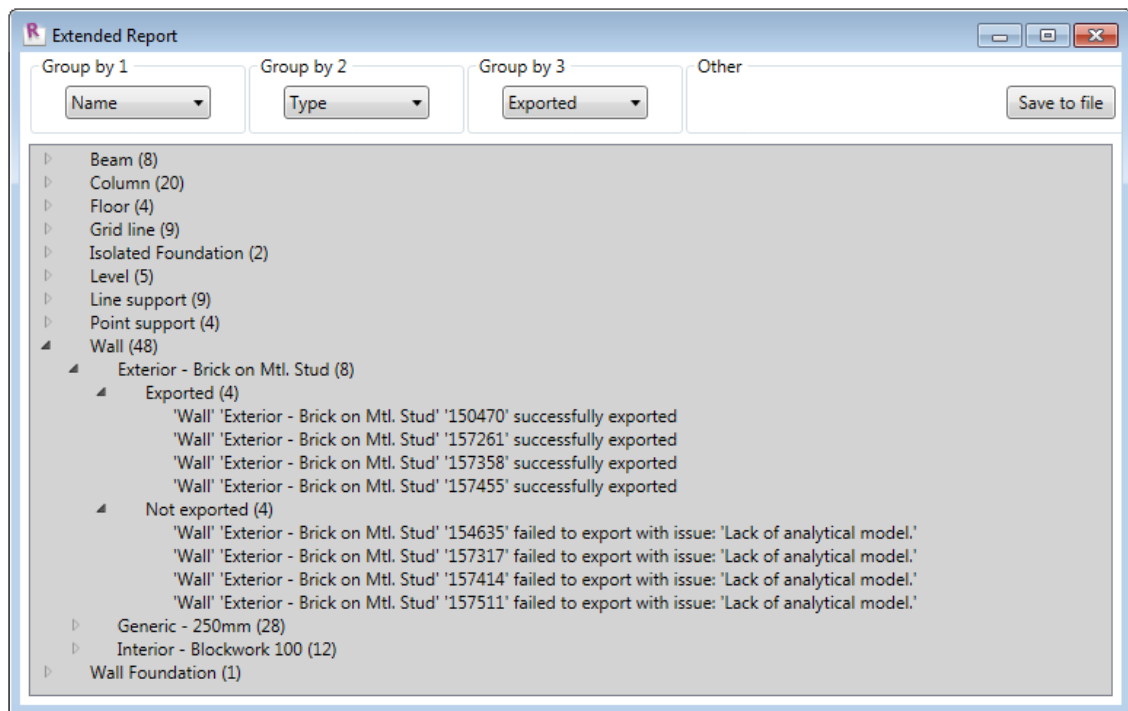 R Extended Report
Group by 1 Group by 2 Group by 3 Other
Name Type Exported Save to file
Beam (8)
Column (20)
Floor (4)
Grid line (9)
Isolated Foundation (2)
Level (5)
Line support (9)
Point support (4)
Wall (48)
Exterior - Brick on Mtl. Stud (8)
Exported (4)
'Wall' 'Exterior - Brick on Mtl. Stud' '150470' successfully exported
'Wall' 'Exterior - Brick on Mtl. Stud' '157261' successfully exported
'Wall' 'Exterior - Brick on Mtl. Stud' '157358' successfully exported
'Wall' 'Exterior - Brick on Mtl. Stud' '157455' successfully exported
Not exported (4)
'Wall' 'Exterior - Brick on Mtl. Stud' '154635' failed to export with issue: 'Lack of analytical model.'
'Wall' 'Exterior - Brick on Mtl. Stud' '157317' failed to export with issue: 'Lack of analytical model.'
'Wall' 'Exterior - Brick on Mtl. Stud' '157414' failed to export with issue: 'Lack of analytical model.'
'Wall' 'Exterior - Brick on Mtl. Stud' '157511' failed to export with issue: 'Lack of analytical model.'
Generic - 250mm (28)
Interior - Blockwork 100 (12)
Wall Foundation (1)